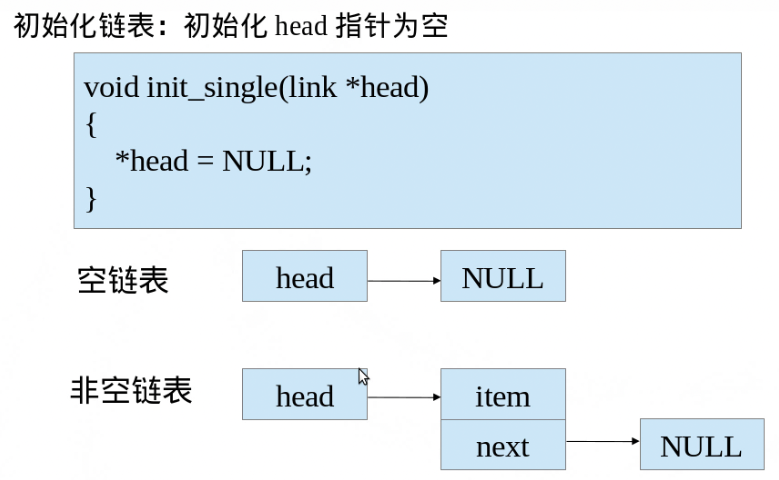 初始化链表：初始化 head 指针为空
void init_single(link *head)
{
*head = NULL;
}
空链表
head
NULL
非空链表
head
item
next
NULL